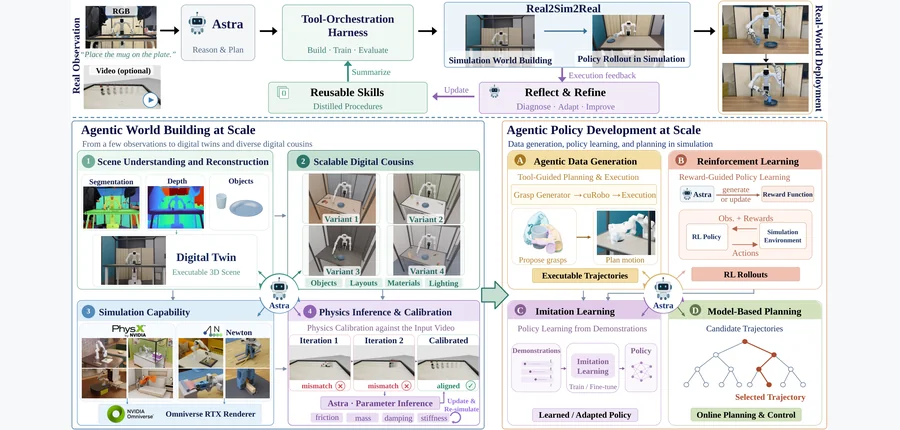 Real Observation
RGB
"Place the mug on the plate."
Video (optional)
Astra
Reason & Plan
Tool-Orchestration
Harness
Build · Train · Evaluate
Real2Sim2Real
Simulation World Building
Policy Rollout in Simulation
Real-World Deployment
Summarize
Execution feedback
Reusable Skills
Distilled Procedures
Update
Reflect & Refine
Diagnose · Adapt · Improve
Agentic World Building at Scale
From a few observations to digital twins and diverse digital cousins
1 Scene Understanding and Reconstruction
Segmentation
Depth
Objects
Digital Twin
Executable 3D Scene
2 Scalable Digital Cousins
Variant 1
Variant 2
Variant 3
Variant 4
Objects
Layouts
Materials
Lighting
Astra
3 Simulation Capability
PhysX
by NVIDIA
Newton
NVIDIA
OMNIVERSE
Omniverse RTX Renderer
4 Physics Inference & Calibration
Physics Calibration against the Input Video
Iteration 1
Iteration 2
Calibrated
mismatch
mismatch
aligned
Astra · Parameter Inference
Update &
Re-simulate
friction
mass
damping
stiffness
Agentic Policy Development at Scale
Data generation, policy learning, and planning in simulation
A Agentic Data Generation
Tool-Guided Planning & Execution
Grasp Generator → cuRobo → Execution
Propose grasps
Plan motion
Executable Trajectories
B Reinforcement Learning
Reward-Guided Policy Learning
Astra
generate
or update
Reward Function
Obs. + Rewards
RL Policy
Simulation
Environment
Actions
RL Rollouts
Astra
C Imitation Learning
Policy Learning from Demonstrations
Demonstrations
Imitation
Learning
Train / Fine-tune
Policy
Learned / Adapted Policy
D Model-Based Planning
Candidate Trajectories
Selected Trajectory
Online Planning & Control